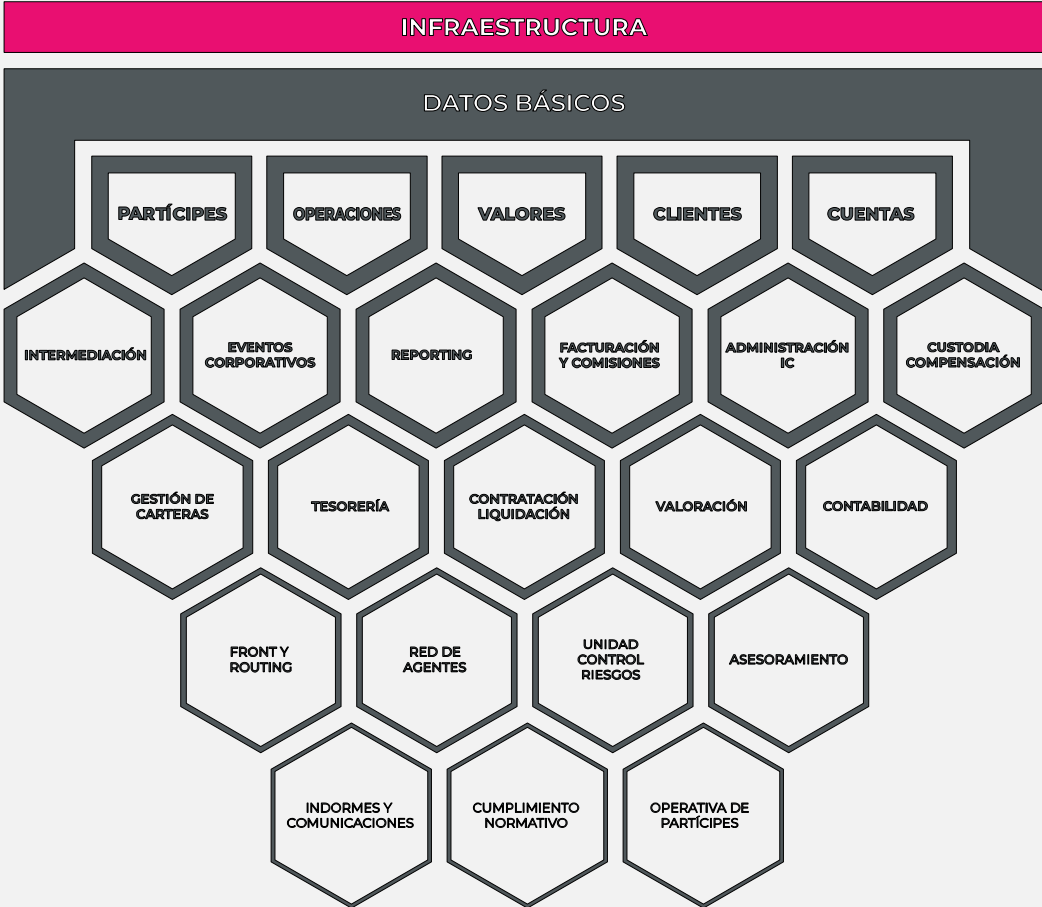 INFRAESTRUCTURA
DATOS BÁSICOS
PARTÍCIPES
OPERACIONES
VALORES
CLIENTES
CUENTAS
INTERMEDIACIÓN
EVENTOS
CORPORATIVOS
REPORTING
FACTURACIÓN
Y COMISIONES
ADMINISTRACIÓN
IC
CUSTODIA
COMPENSACIÓN
GESTIÓN DE
CARTERAS
TESORERÍA
CONTRATACIÓN
LIQUIDACIÓN
VALORACIÓN
CONTABILIDAD
FRONT Y
ROUTING
RED DE
AGENTES
UNIDAD
CONTROL
RIESGOS
ASESORAMIENTO
INDORMES Y
COMUNICACIONES
CUMPLIMIENTO
NORMATIVO
OPERATIVA DE
PARTÍCIPES